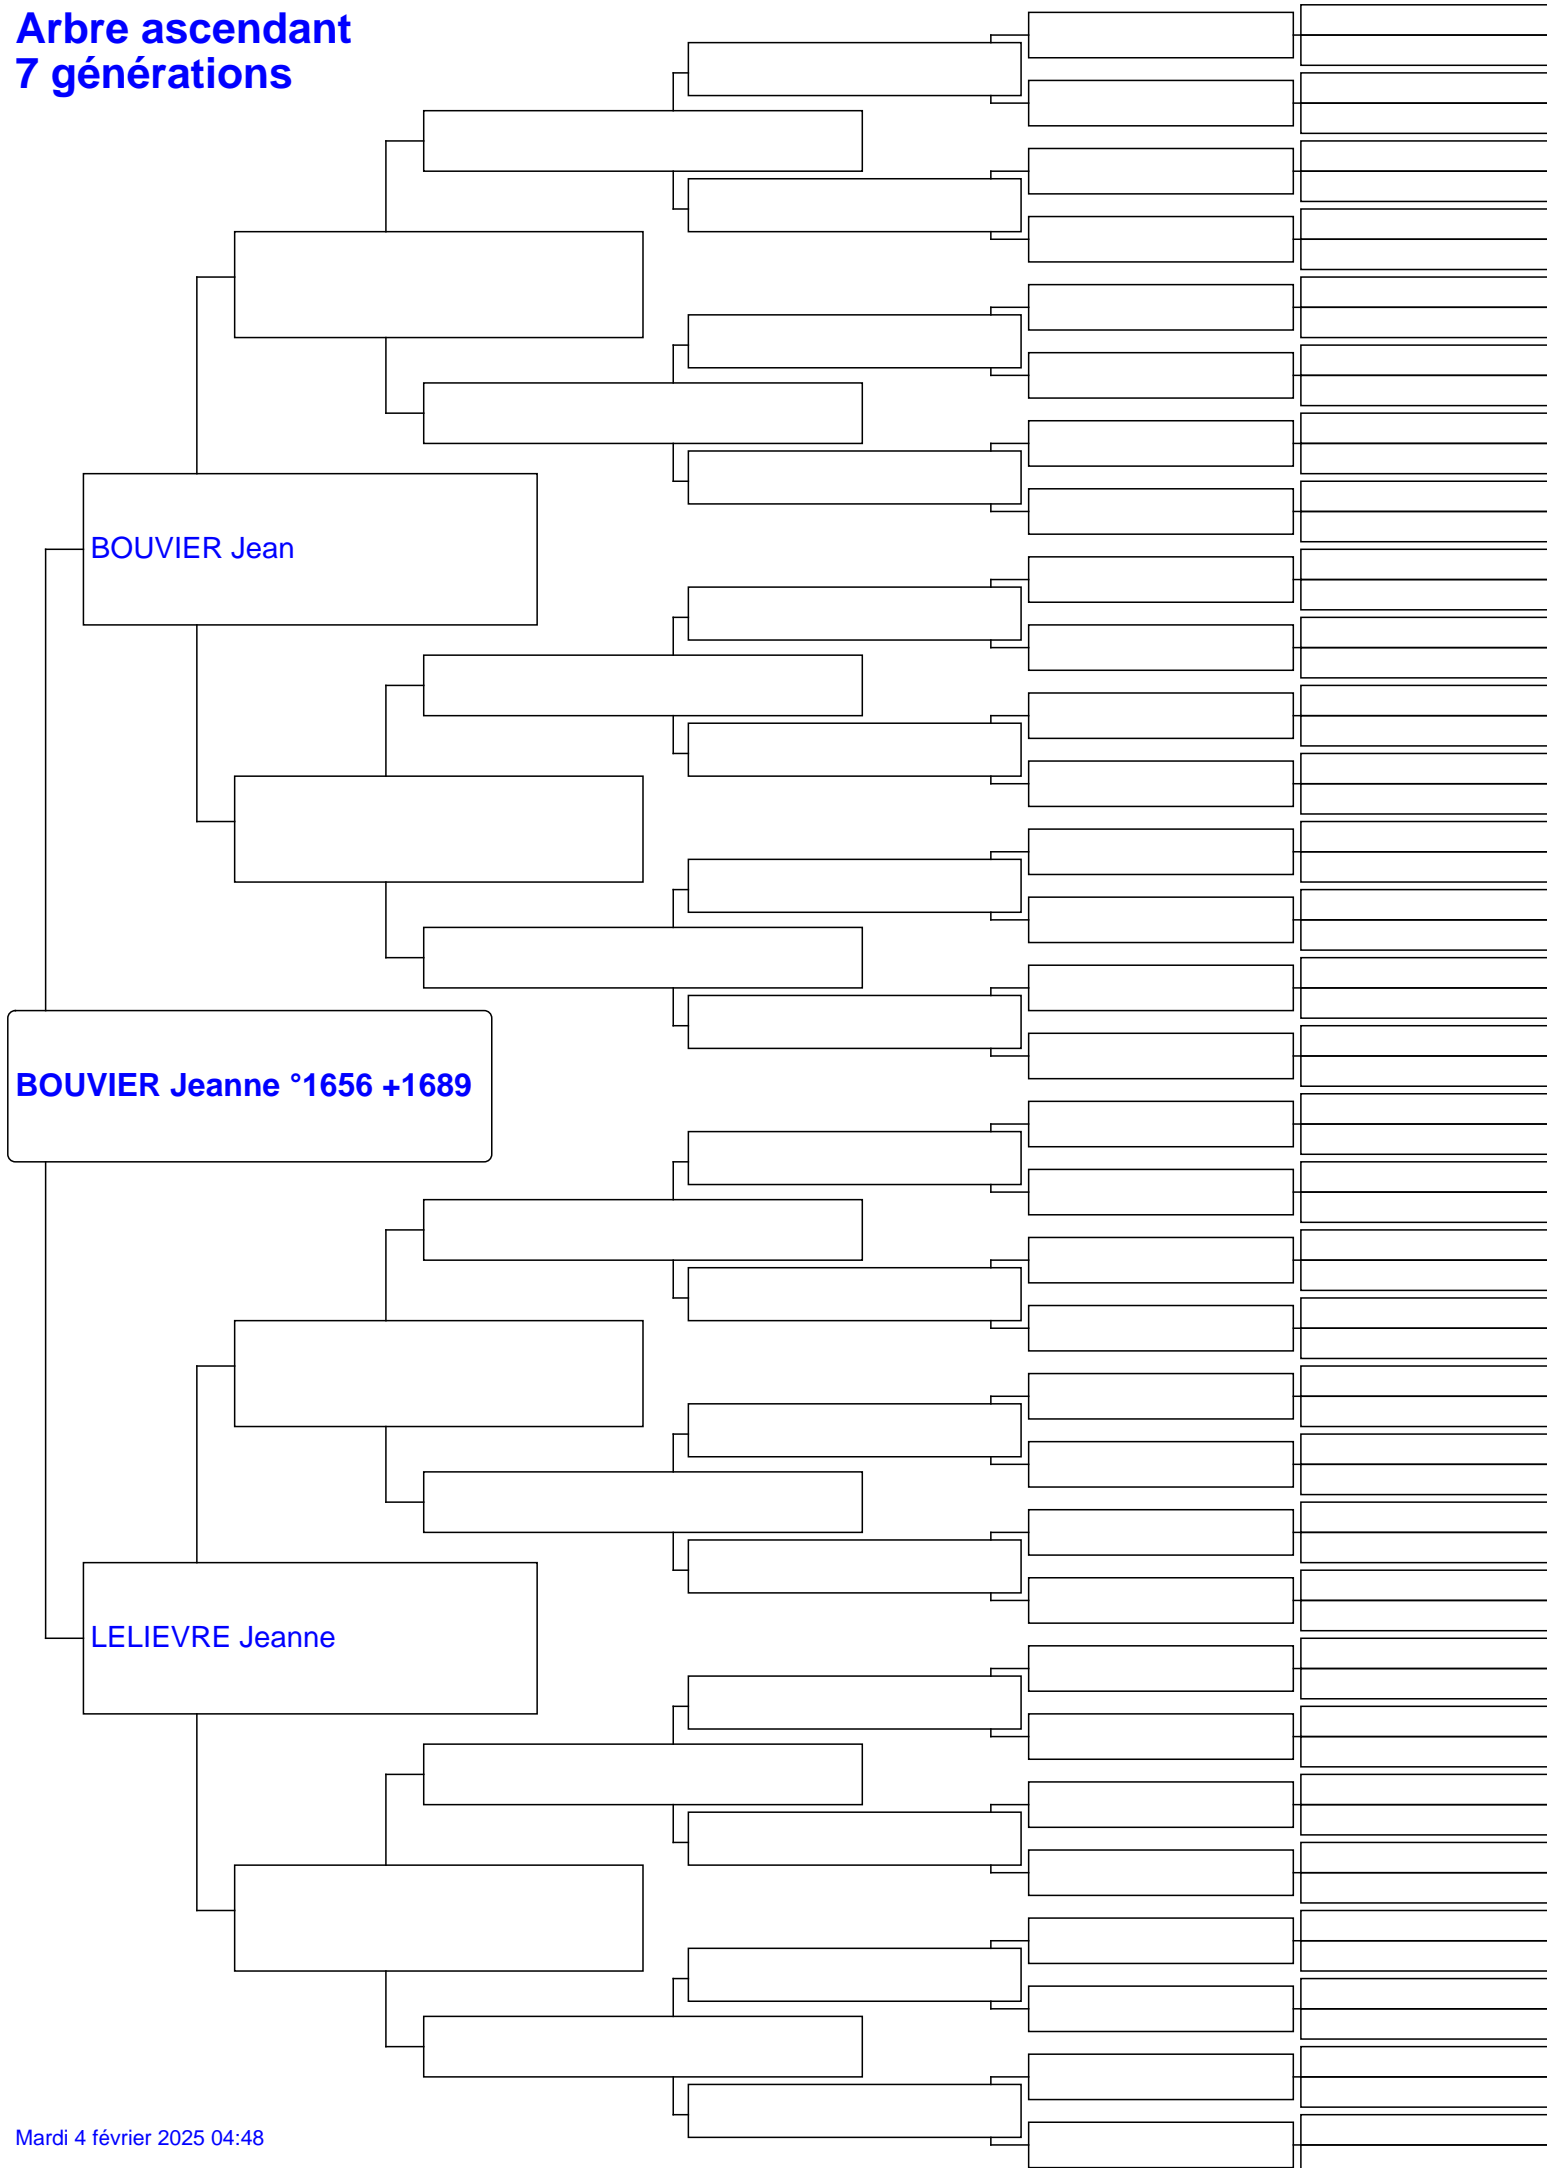 Arbre ascendant
7 générations
BOUVIER Jean
BOUVIER Jeanne °1656 +1689
LELIEVRE Jeanne
Mardi 4 février 2025 04:48